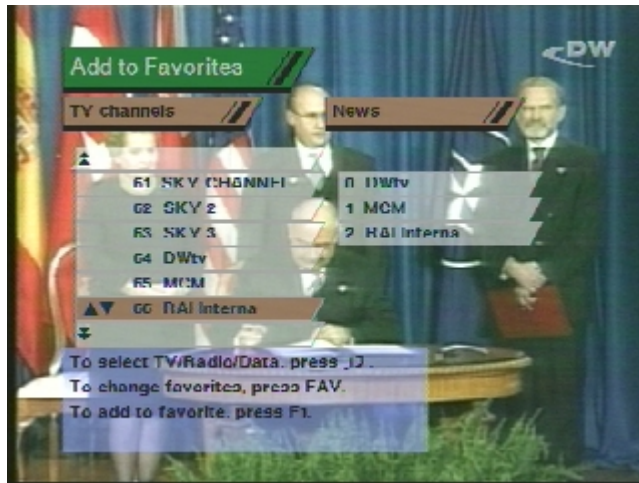 DW
Add to Favorites
TV channels
News
61 SKY CHANNEL
62 SKY 2
63 SKY 3
64 DWtv
65 MCM
66 RAI Interna
0 DWtv
1 MCM
2 RAI Interna
To select TV/Radio/Data, press
To change favorites, press FAV.
To add to favorite, press F1.